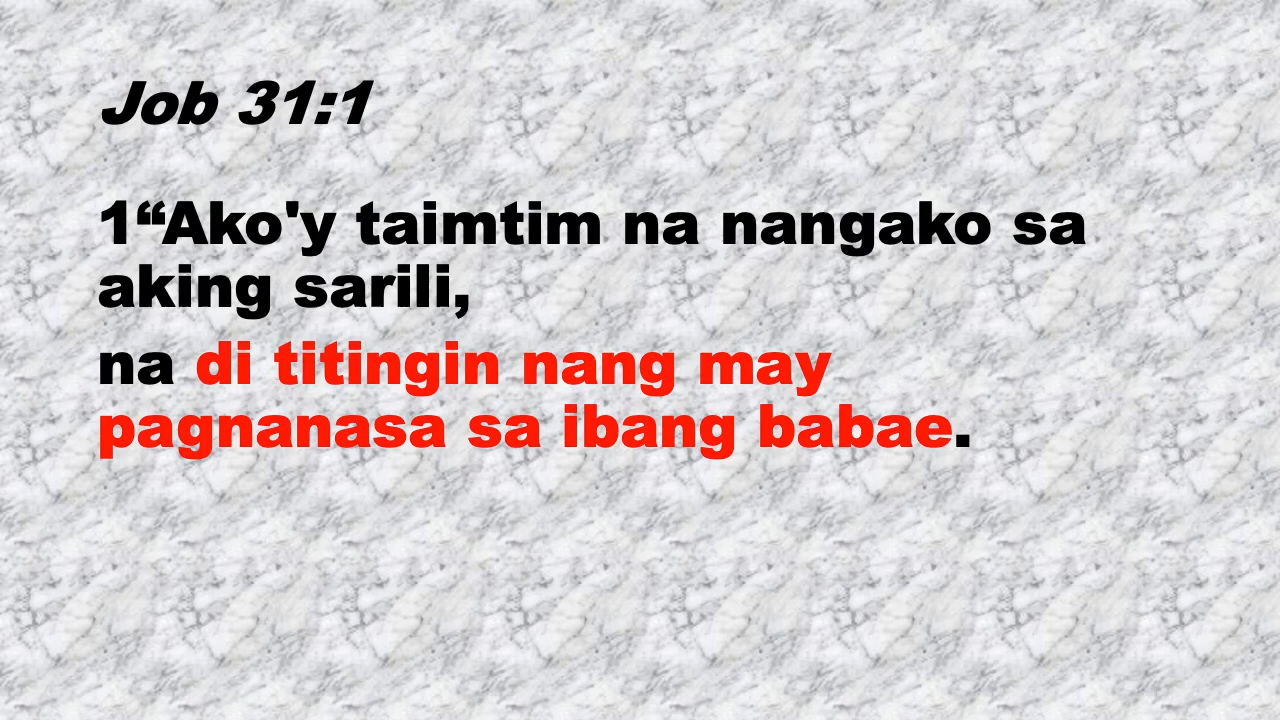 Job 31:1
1“Ako'y taimtim na nangako sa
aking sarili,
na di titingin nang may
pagnanasa sa ibang babae.